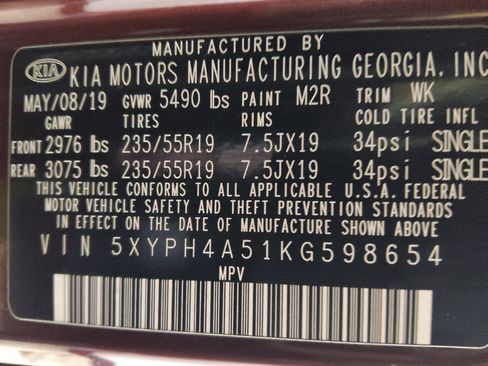 MANUFACTURED BY
KIA KIA MOTORS MANUFACTURING GEORGIA, INC
MAY/08/19 GVWR 5490 lbs PAINT M2R TRIM WK
GAWR TIRES RIMS COLD TIRE INFL
FRONT 2976 lbs 235/55R19 7.5JX19 34psi SINGLE
REAR 3075 lbs 235/55R19 7.5JX19 34psi SINGLE
THIS VEHICLE CONFORMS TO ALL APPLICABLE U.S.A. FEDERAL
MOTOR VEHICLE SAFETY AND THEFT PREVENTION STANDARDS
IN EFFECT ON THE DATE OF MANUFACTURE SHOWN ABOVE
VIN 5XYPH4A51KG598654
MPV